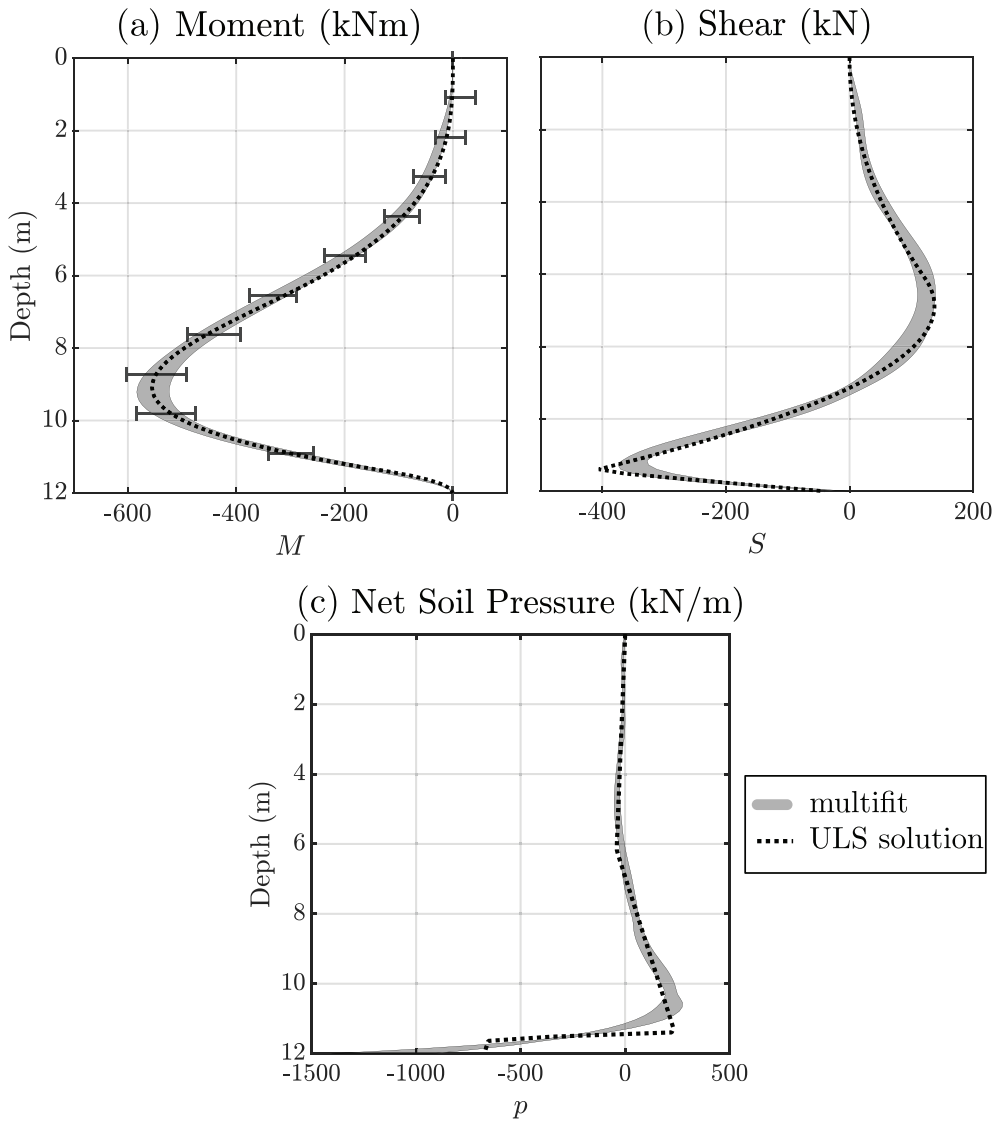 (a) Moment (kNm)
(b) Shear (kN)
0
2
4
6
8
10
12
Depth (m)
-600 -400 -200 0
M
-400 -200 0 200
S
(c) Net Soil Pressure (kN/m)
0
2
4
6
8
10
12
Depth (m)
-1500 -1000 -500 0 500
p
multifit
ULS solution